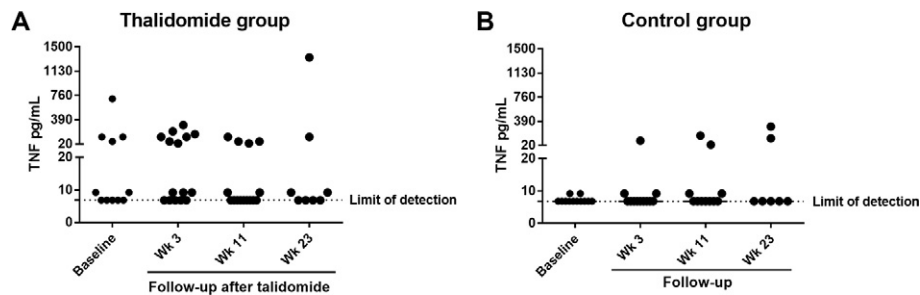 A
Thalidomide group
TNF pg/mL
1500
1130
760
390
20
20
10
0
Limit of detection
Baseline
Wk 3
Wk 11
Wk 23
Follow-up after talidomide
B
Control group
TNF pg/mL
1500
1130
760
390
20
20
10
0
Limit of detection
Baseline
Wk 3
Wk 11
Wk 23
Follow-up